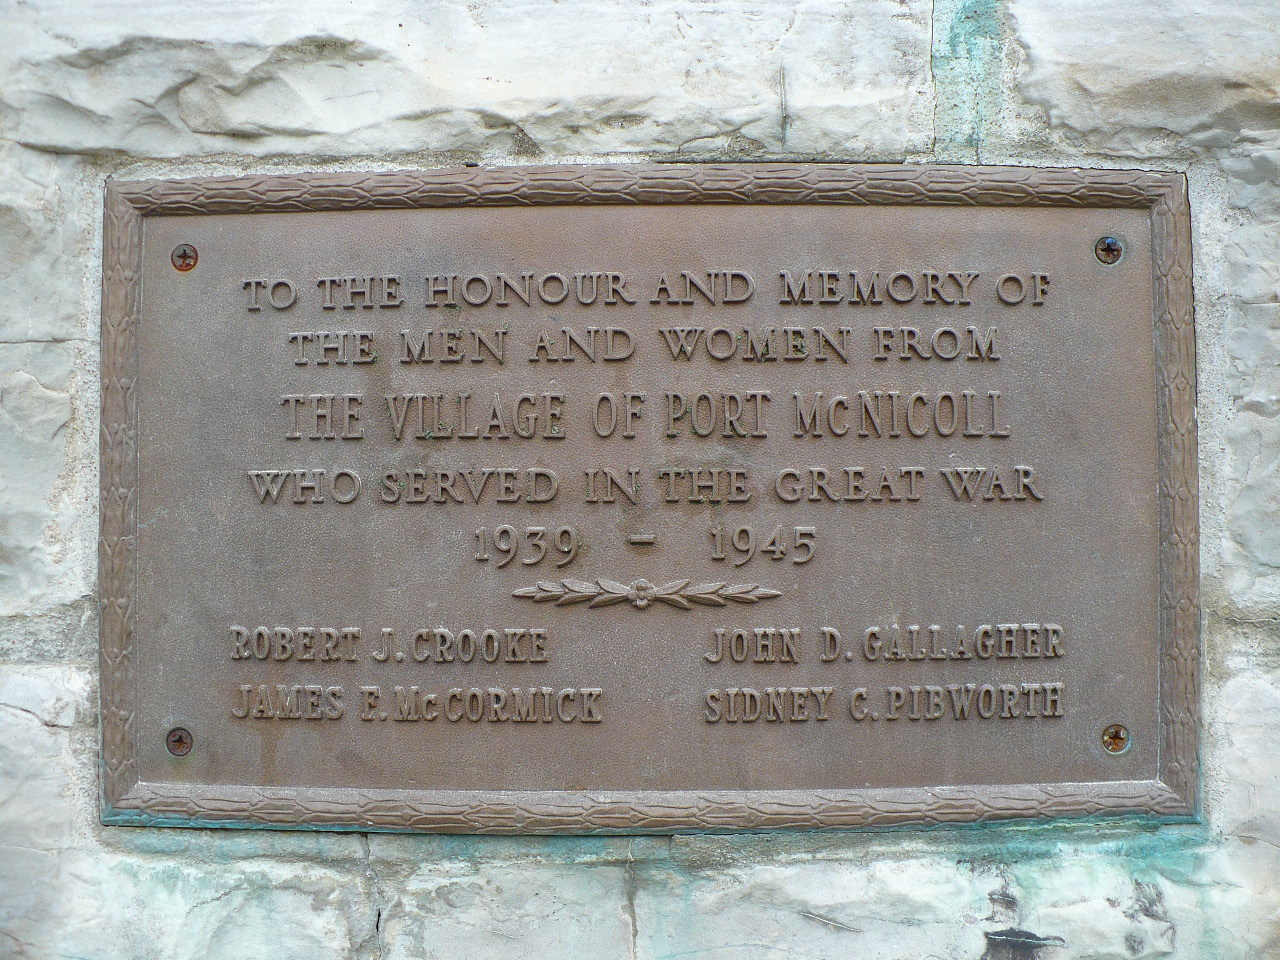 TO THE HONOUR AND MEMORY OF
THE MEN AND WOMEN FROM
THE VILLAGE OF PORT MCNICOLL
WHO SERVED IN THE GREAT WAR
1939 – 1945
ROBERT J. CROOKE
JOHN D. GALLAGHER
JAMES F. McCORMICK
SIDNEY C. PIBWORTH